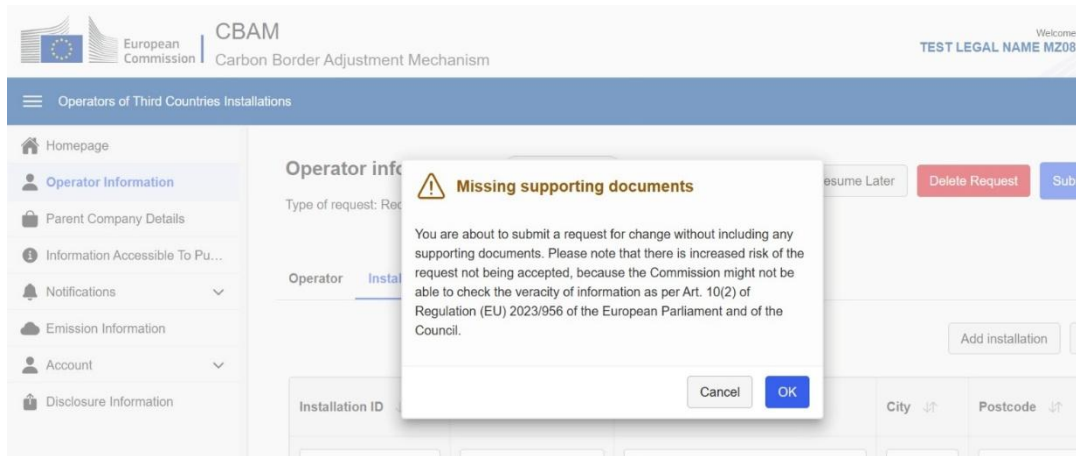 European
Commission
CBAM
Carbon Border Adjustment Mechanism
Welcome
TEST LEGAL NAME MZ08
Operators of Third Countries Installations
Homepage
Operator Information
Parent Company Details
Information Accessible To Pu...
Notifications
Emission Information
Account
Disclosure Information
Operator info
esume Later
Delete Request
Sub
Type of request: Rec
Operator
Instal
Missing supporting documents
You are about to submit a request for change without including any
supporting documents. Please note that there is increased risk of the
request not being accepted, because the Commission might not be
able to check the veracity of information as per Art. 10(2) of
Regulation (EU) 2023/956 of the European Parliament and of the
Council.
Cancel
OK
Add installation
Installation ID
City
Postcode